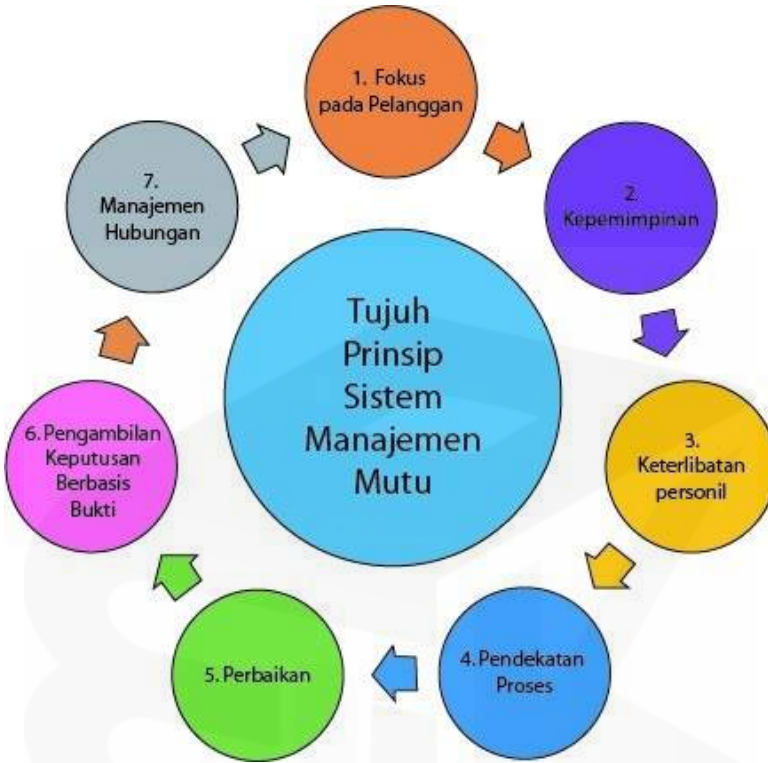 1. Fokus
pada Pelanggan
2.
Kepemimpinan
3.
Keterlibatan
personil
4. Pendekatan
Proses
5. Perbaikan
6. Pengambilan
Keputusan
Berbasis
Bukti
7.
Manajemen
Hubungan
Tujuh
Prinsip
Sistem
Manajemen
Mutu